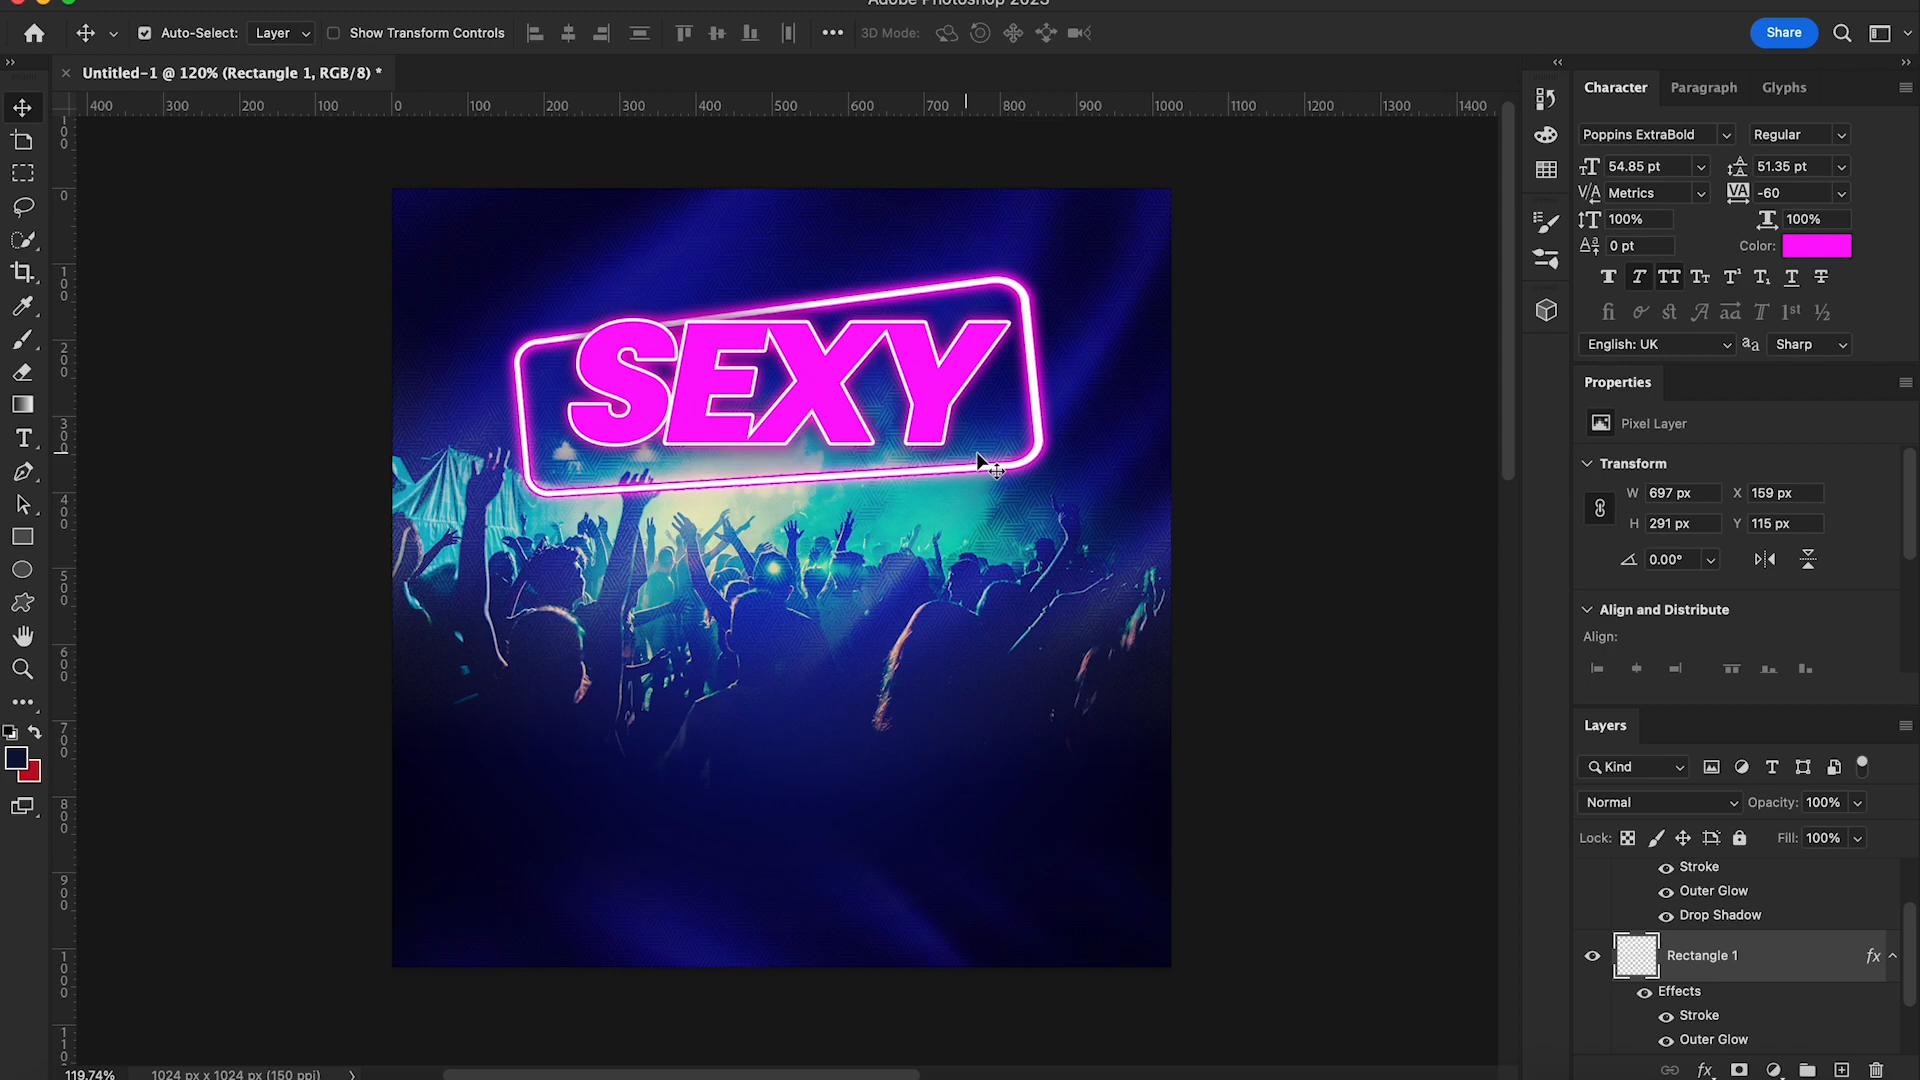 Adobe Photoshop 2023
Auto-Select: Layer Show Transform Controls 3D Mode: Share
Untitled-1 @ 120% (Rectangle 1, RGB/8) *
400 300 200 100 0 100 200 300 400 500 600 700 800 900 1000 1100 1200 1300 1400
SEXY
Character Paragraph Glyphs
Poppins ExtraBold Regular
54.85 pt 51.35 pt
Metrics -60
100% 100%
0 pt Color:
English: UK Sharp
Properties
Pixel Layer
Transform
W 697 px X 159 px
H 291 px Y 115 px
0.00°
Align and Distribute
Align:
Layers
Kind
Normal Opacity: 100%
Lock: Fill: 100%
Stroke
Outer Glow
Drop Shadow
Rectangle 1 fx
Effects
Stroke
Outer Glow
119.74% 1024 px x 1024 px (150 ppi)